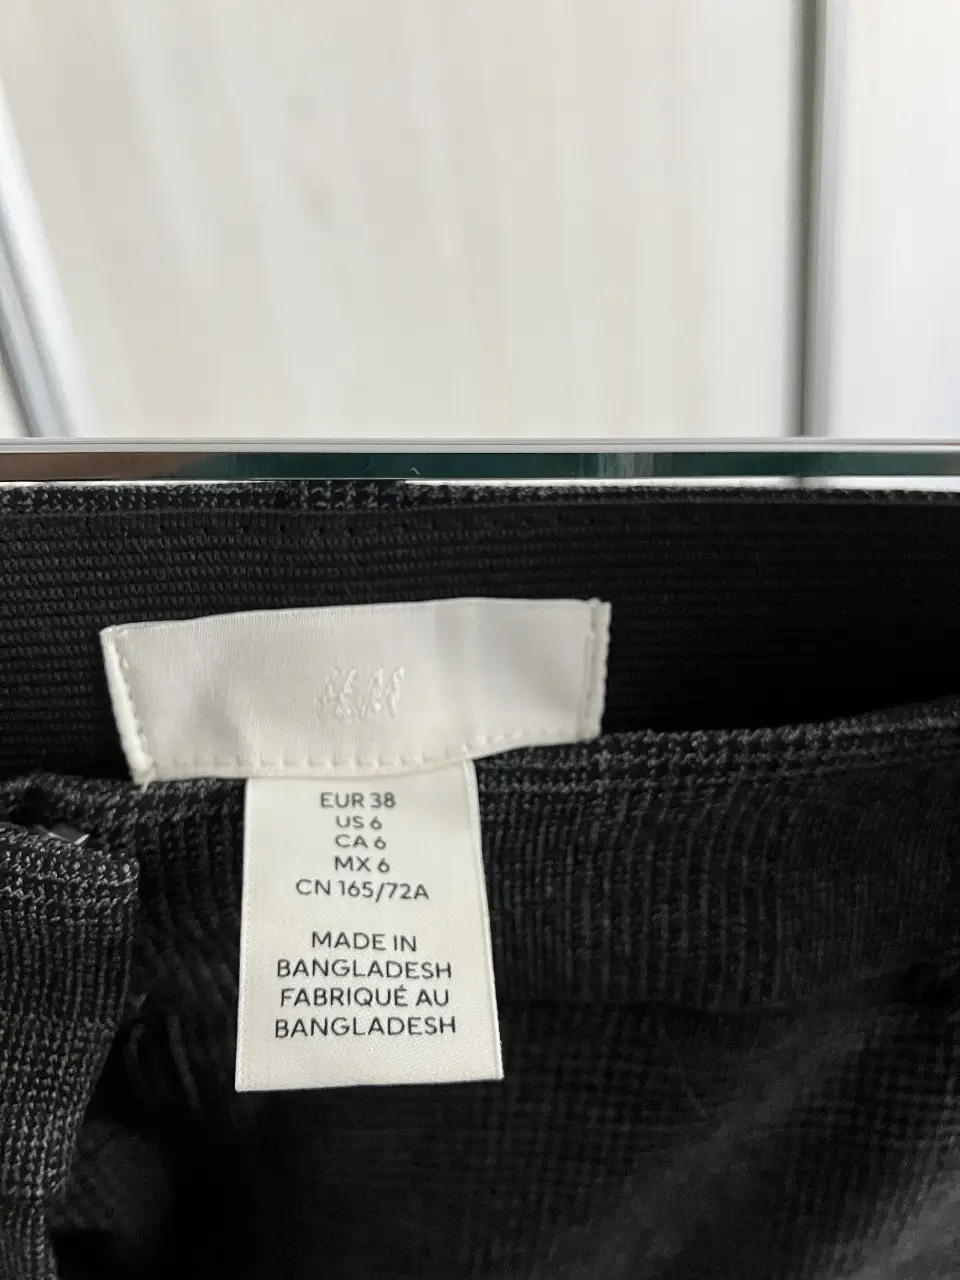 H&M
EUR 38
US 6
CA 6
MX 6
CN 165/72A
MADE IN
BANGLADESH
FABRIQUÉ AU
BANGLADESH